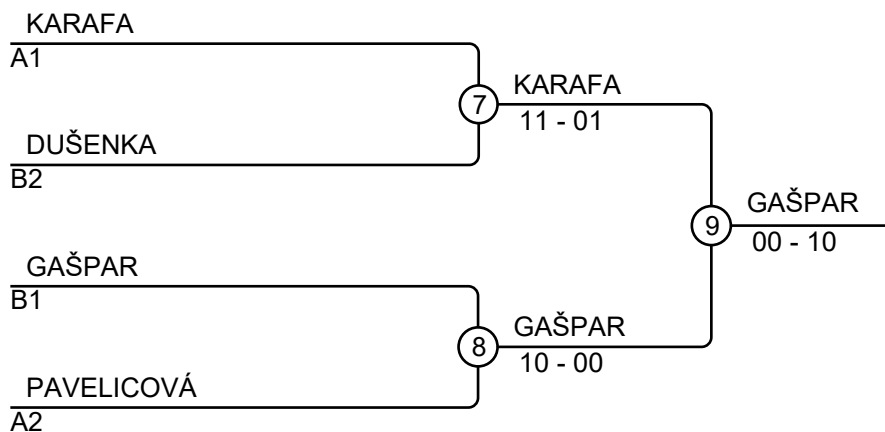 KARAFA
A1
7
KARAFA
11 - 01
DUŠENKA
B2
9
GAŠPAR
00 - 10
GAŠPAR
B1
8
GAŠPAR
10 - 00
PAVELICOVÁ
A2